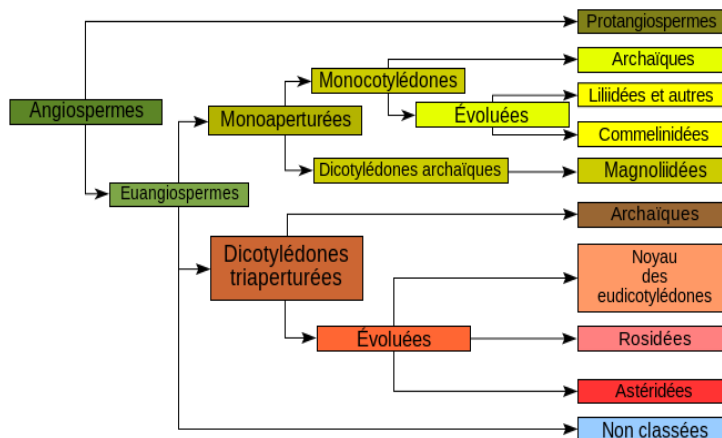 Protangiospermes
Archaïques
Monocotylédones
Liliidées et autres
Angiospermes
Évoluées
Monoaperturées
Commelinidées
Dicotylédones archaïques
Magnoliidées
Euangiospermes
Archaïques
Dicotylédones
triaperturées
Noyau
des
eudicotylédones
Évoluées
Rosidées
Astéridées
Non classées